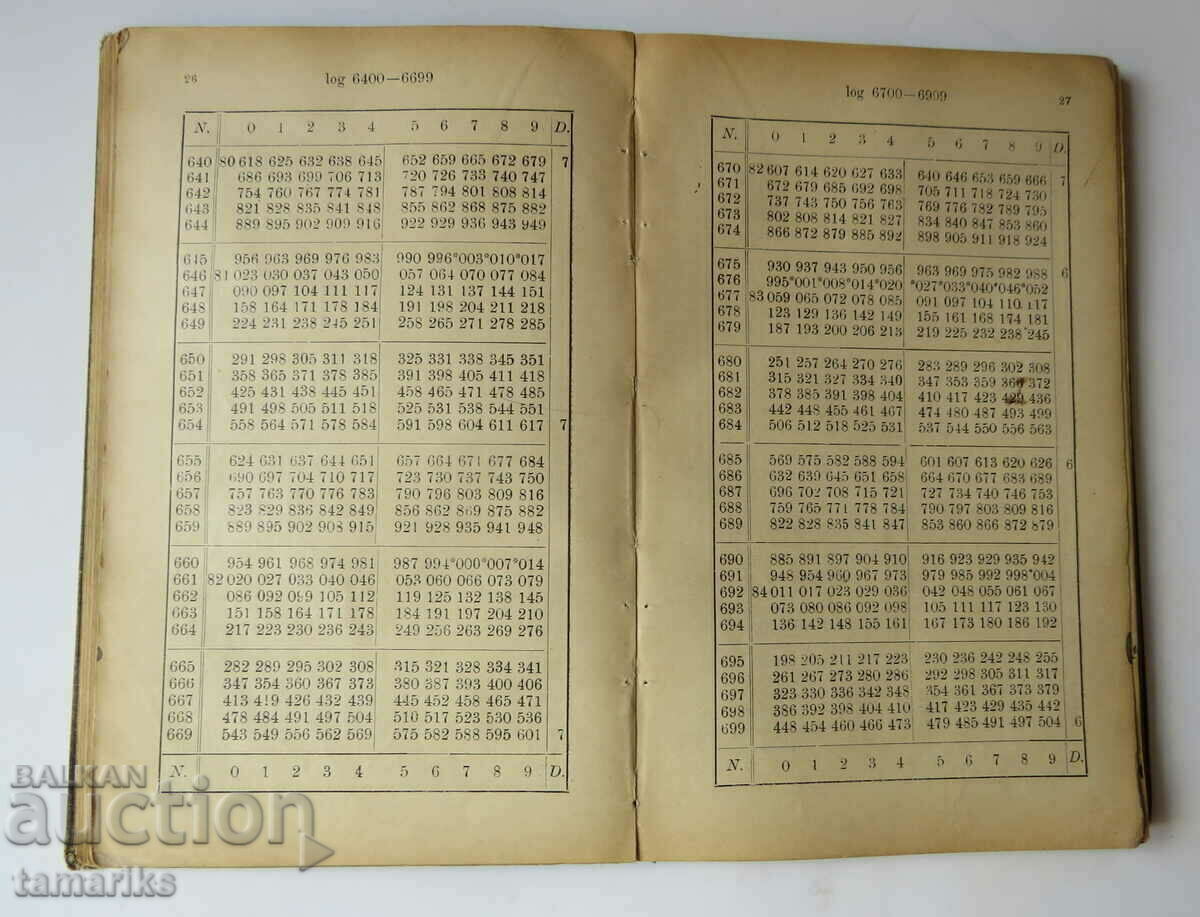 26 log 6400—6699
N. 0 1 2 3 4 5 6 7 8 9 D.
640 80 618 625 632 638 645 652 659 665 672 679 7
641 686 693 699 706 713 720 726 733 740 747
642 754 760 767 774 781 787 794 801 808 814
643 821 828 835 841 848 855 862 868 875 882
644 889 895 902 909 916 922 929 936 943 949
645 956 963 969 976 983 990 996 *003 *010 *017
646 81 023 030 037 043 050 057 064 070 077 084
647 090 097 104 111 117 124 131 137 144 151
648 158 164 171 178 184 191 198 204 211 218
649 224 231 238 245 251 258 265 271 278 285
650 291 298 305 311 318 325 331 338 345 351
651 358 365 371 378 385 391 398 405 411 418
652 425 431 438 445 451 458 465 471 478 485
653 491 498 505 511 518 525 531 538 544 551
654 558 564 571 578 584 591 598 604 611 617 7
655 624 631 637 644 651 657 664 671 677 684
656 690 697 704 710 717 723 730 737 743 750
657 757 763 770 776 783 790 796 803 809 816
658 823 829 836 842 849 856 862 869 875 882
659 889 895 902 908 915 921 928 935 941 948
660 954 961 968 974 981 987 994 *000 *007 *014
661 82 020 027 033 040 046 053 060 066 073 079
662 086 092 099 105 112 119 125 132 138 145
663 151 158 164 171 178 184 191 197 204 210
664 217 223 230 236 243 249 256 263 269 276
665 282 289 295 302 308 315 321 328 334 341
666 347 354 360 367 373 380 387 393 400 406
667 413 419 426 432 439 445 452 458 465 471
668 478 484 491 497 504 510 517 523 530 536
669 543 549 556 562 569 575 582 588 595 601 7
N. 0 1 2 3 4 5 6 7 8 9 D.
log 6700—6909 27
N. 0 1 2 3 4 5 6 7 8 9 D.
670 82 607 614 620 627 633 640 646 653 659 666 7
671 672 679 685 692 698 705 711 718 724 730
672 737 743 750 756 763 769 776 782 789 795
673 802 808 814 821 827 834 840 847 853 860
674 866 872 879 885 892 898 905 911 918 924
675 930 937 943 950 956 963 969 975 982 988 6
676 995 *001 *008 *014 *020 *027 *033 *040 *046 *052
677 83 059 065 072 078 085 091 097 104 110 117
678 123 129 136 142 149 155 161 168 174 181
679 187 193 200 206 213 219 225 232 238 245
680 251 257 264 270 276 283 289 296 302 308
681 315 321 327 334 340 347 353 359 366 372
682 378 385 391 398 404 410 417 423 429 436
683 442 448 455 461 467 474 480 487 493 499
684 506 512 518 525 531 537 544 550 556 563
685 569 575 582 588 594 601 607 613 620 626 6
686 632 639 645 651 658 664 670 677 683 689
687 696 702 708 715 721 727 734 740 746 753
688 759 765 771 778 784 790 797 803 809 816
689 822 828 835 841 847 853 860 866 872 879
690 885 891 897 904 910 916 923 929 935 942
691 948 954 960 967 973 979 985 992 998 *004
692 84 011 017 023 029 036 042 048 055 061 067
693 073 080 086 092 098 105 111 117 123 130
694 136 142 148 155 161 167 173 180 186 192
695 198 205 211 217 223 230 236 242 248 255
696 261 267 273 280 286 292 298 305 311 317
697 323 330 336 342 348 354 361 367 373 379
698 386 392 398 404 410 417 423 429 435 442
699 448 454 460 466 473 479 485 491 497 504 6
N. 0 1 2 3 4 5 6 7 8 9 D.
BALKAN
auction
tamariks